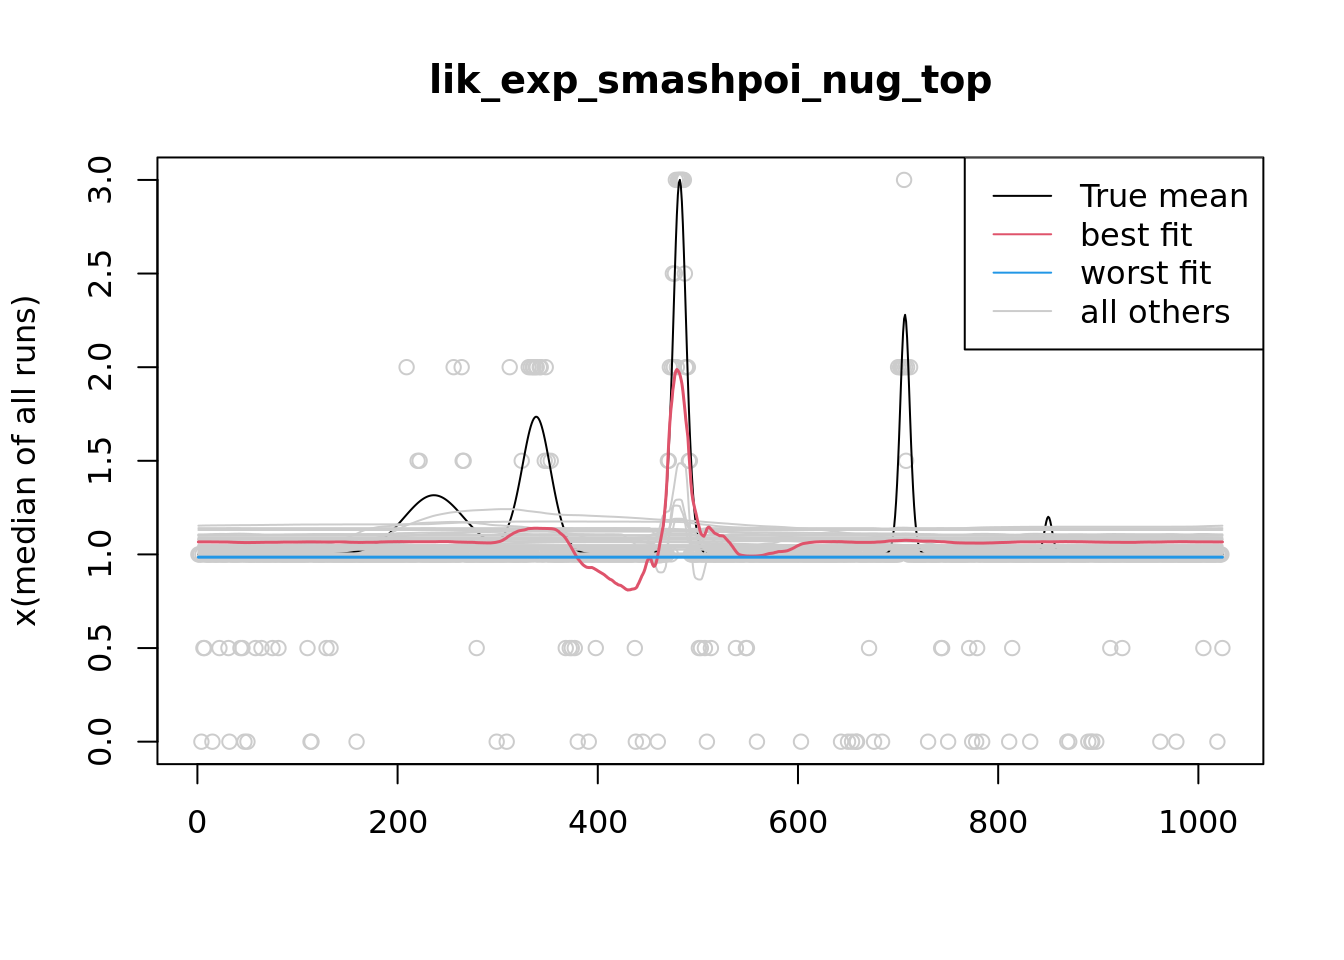 lik_exp_smashpoi_nug_top
x(median of all runs)
3.0
2.5
2.0
1.5
1.0
0.5
0.0
True mean
best fit
worst fit
all others
0 200 400 600 800 1000